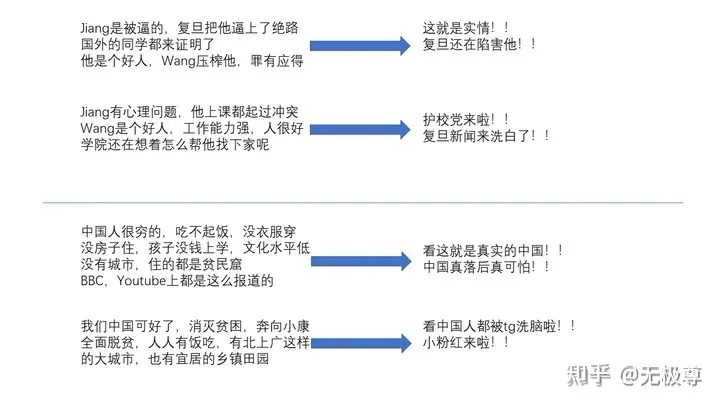 Jiang是被逼的，复旦把他逼上了绝路
国外的同学都来证明了
他是个好人，Wang压榨他，罪有应得
这就是实情！！
复旦还在陷害他！！
Jiang有心理问题，他上课都起过冲突
Wang是个好人，工作能力强，人很好
学院还在想着怎么帮他找下家呢
护校党来啦！！
复旦新闻来洗白了！！
中国人很穷的，吃不起饭，没衣服穿
没房子住，孩子没钱上学，文化水平低
没有城市，住的都是贫民窟
BBC，Youtube上都是这么报道的
看这就是真实的中国！！
中国真落后真可怕！！
我们中国可好了，消灭贫困，奔向小康
全面脱贫，人人有饭吃，有北上广这样
的大城市，也有宜居的乡镇田园
看中国人都被tg洗脑啦！！
小粉红来啦！！
知乎 @无极尊